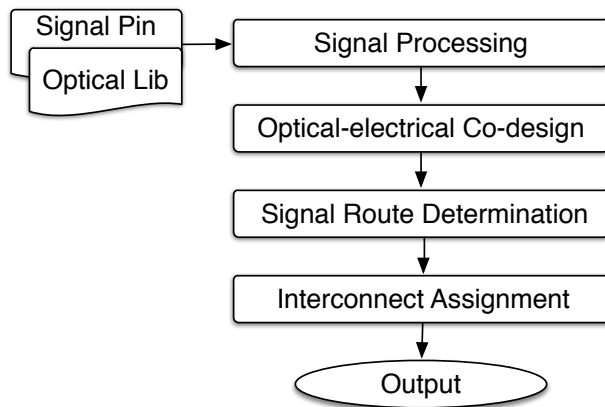 Signal Pin
Optical Lib
Signal Processing
Optical-electrical Co-design
Signal Route Determination
Interconnect Assignment
Output